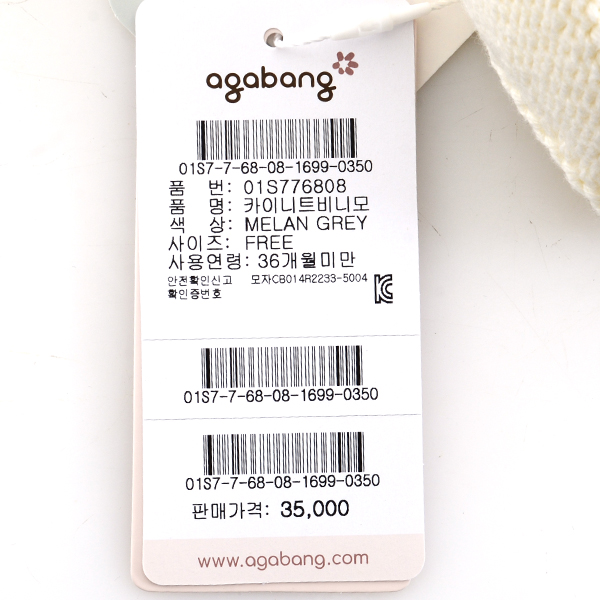 agabang
01S7-7-68-08-1699-0350
품 번: 01S776808
품 명: 카이니트비니모
색 상: MELAN GREY
사이즈: FREE
사용연령: 36개월미만
안전확인신고 모자CB014R2233-5004
확인증번호
01S7-7-68-08-1699-0350
01S7-7-68-08-1699-0350
판매가격: 35,000
www.agabang.com